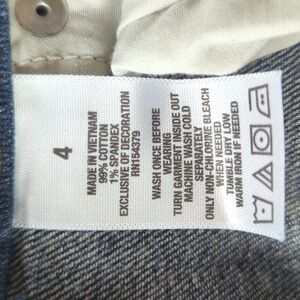 4
MADE IN VIETNAM
99% COTTON
1% SPANDEX
EXCLUSIVE OF DECORATION
RN154379
WASH ONCE BEFORE
WEARING
TURN GARMENT INSIDE OUT
MACHINE WASH COLD
SEPARATELY
ONLY NON-CHLORINE BLEACH
WHEN NEEDED
TUMBLE DRY LOW
WARM IRON IF NEEDED